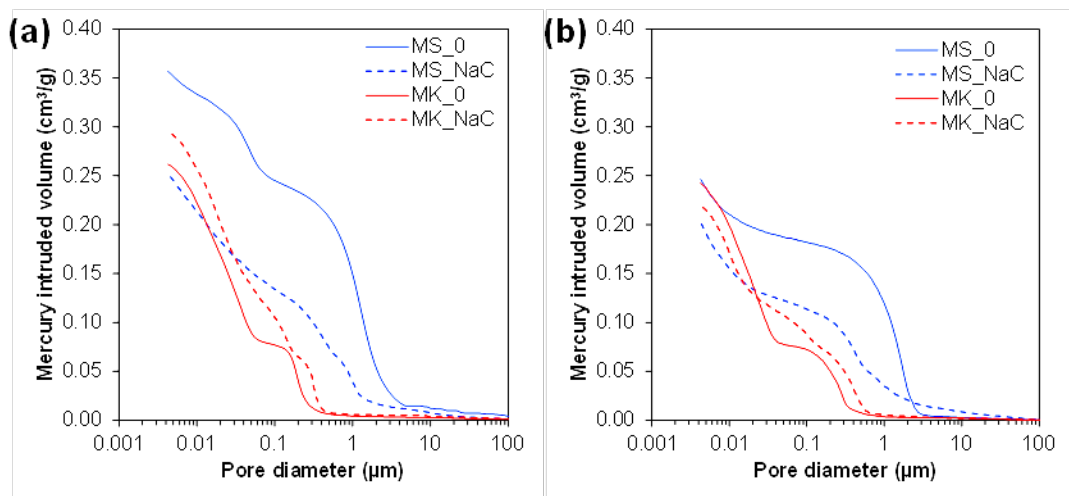 (a)
0.40
0.35
0.30
0.25
0.20
0.15
0.10
0.05
0.00
Mercury intruded volume (cm³/g)
0.001 0.01 0.1 1 10 100
Pore diameter (µm)
MS_0
MS_NaC
MK_0
MK_NaC
(b)
0.40
0.35
0.30
0.25
0.20
0.15
0.10
0.05
0.00
Mercury intruded volume (cm³/g)
0.001 0.01 0.1 1 10 100
Pore diameter (µm)
MS_0
MS_NaC
MK_0
MK_NaC